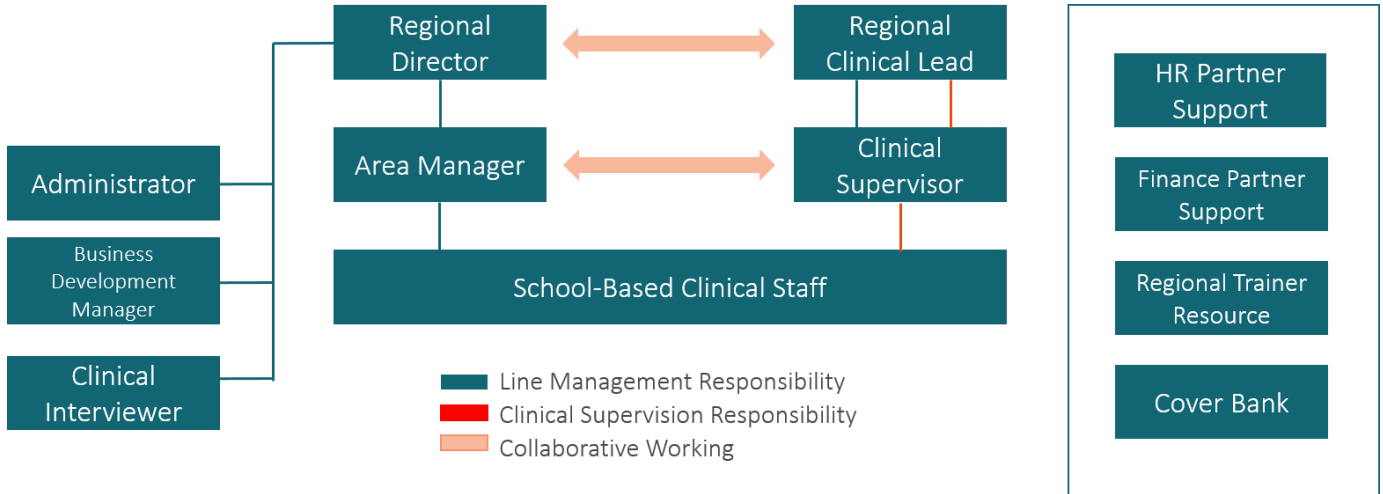 Regional
Director
Regional
Clinical Lead
HR Partner
Support
Area Manager
Clinical
Supervisor
Administrator
Finance Partner
Support
Business
Development
Manager
School-Based Clinical Staff
Regional Trainer
Resource
Clinical
Interviewer
Line Management Responsibility
Clinical Supervision Responsibility
Collaborative Working
Cover Bank